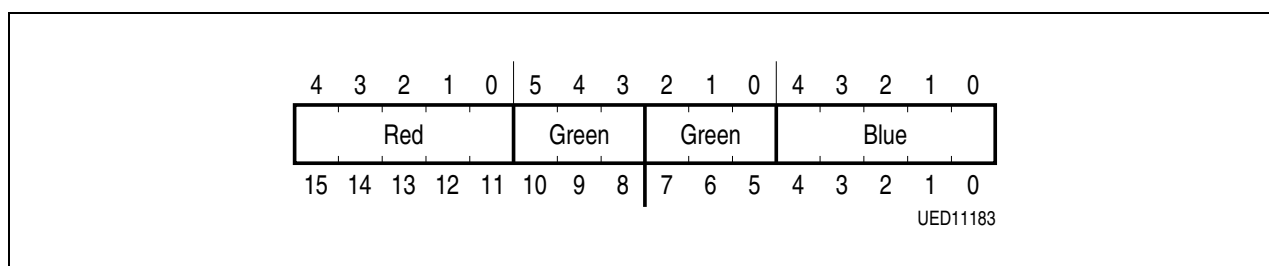 4 3 2 1 0 5 4 3 2 1 0 4 3 2 1 0
Red Green Green Blue
15 14 13 12 11 10 9 8 7 6 5 4 3 2 1 0
UED11183